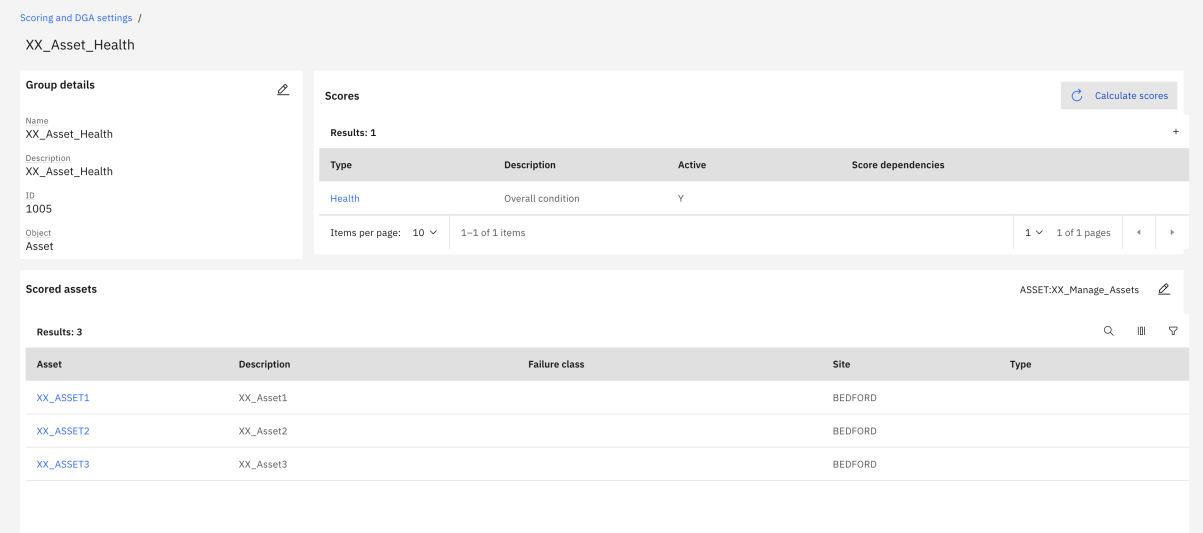 Scoring and DGA settings /
XX_Asset_Health
Group details
Name
XX_Asset_Health
Description
XX_Asset_Health
ID
1005
Object
Asset
Scores
Calculate scores
Results: 1
+
Type Description Active Score dependencies
Health Overall condition Y
Items per page: 10 1–1 of 1 items 1 1 of 1 pages
Scored assets
ASSET:XX_Manage_Assets
Results: 3
Asset Description Failure class Site Type
XX_ASSET1 XX_Asset1 BEDFORD
XX_ASSET2 XX_Asset2 BEDFORD
XX_ASSET3 XX_Asset3 BEDFORD